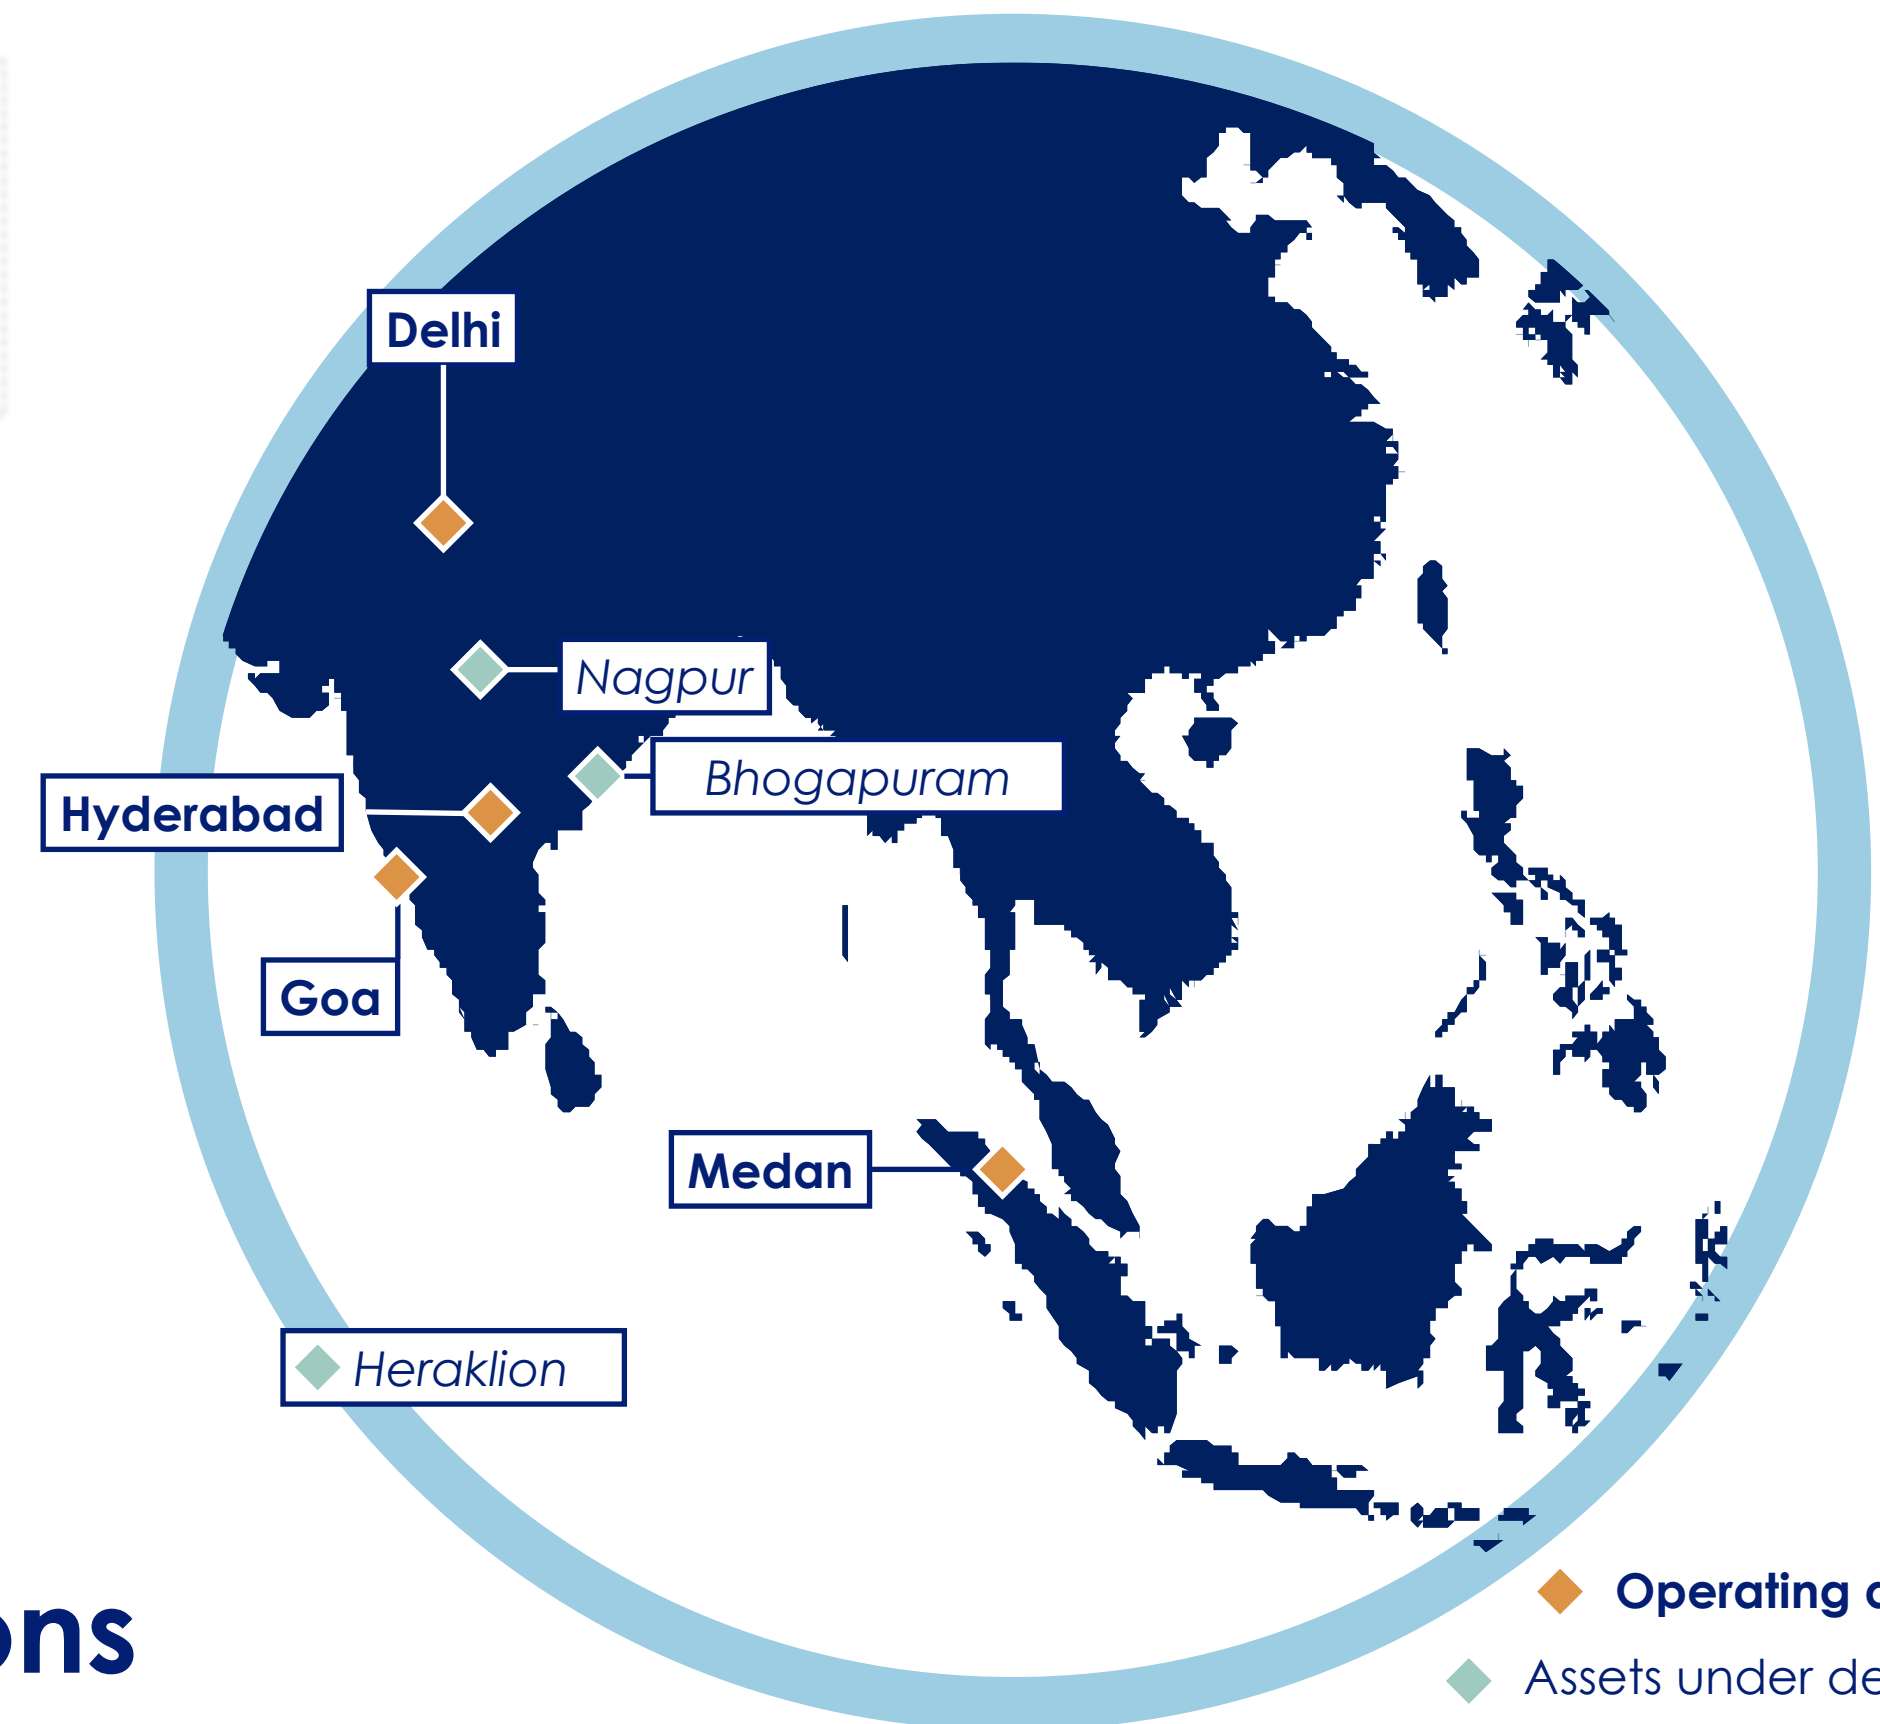 Delhi
Nagpur
Bhogapuram
Hyderabad
Goa
Medan
Heraklion
Operating
ons
Assets under de